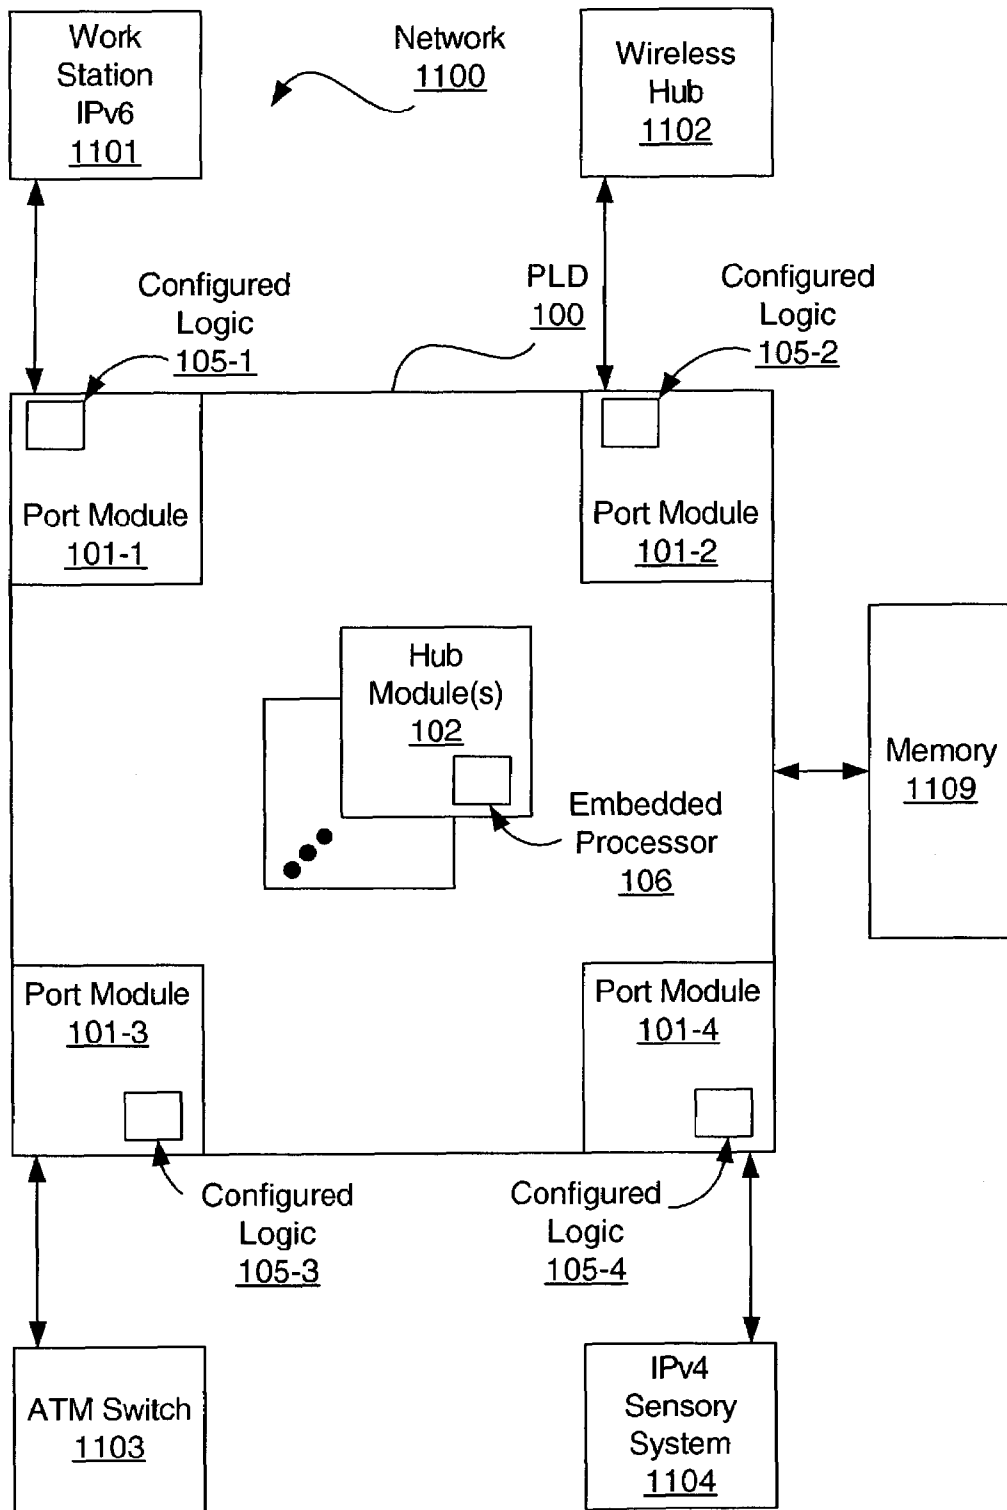 Work
Station
IPv6
1101
Network
1100
Wireless
Hub
1102
Configured
Logic
105-1
PLD
100
Configured
Logic
105-2
Port Module
101-1
Port Module
101-2
Hub
Module(s)
102
Embedded
Processor
106
Memory
1109
Port Module
101-3
Port Module
101-4
Configured
Logic
105-3
Configured
Logic
105-4
ATM Switch
1103
IPv4
Sensory
System
1104